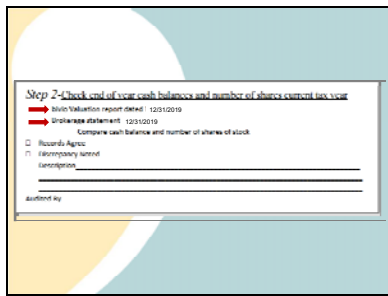 Step 2-Check end of year cash balances and number of shares current tax year
bivio Valuation report dated 12/31/2019
Brokerage statement 12/31/2019
Compare cash balance and number of shares of stock
☐ Records Agree
☐ Discrepancy Noted
Description
Audited By